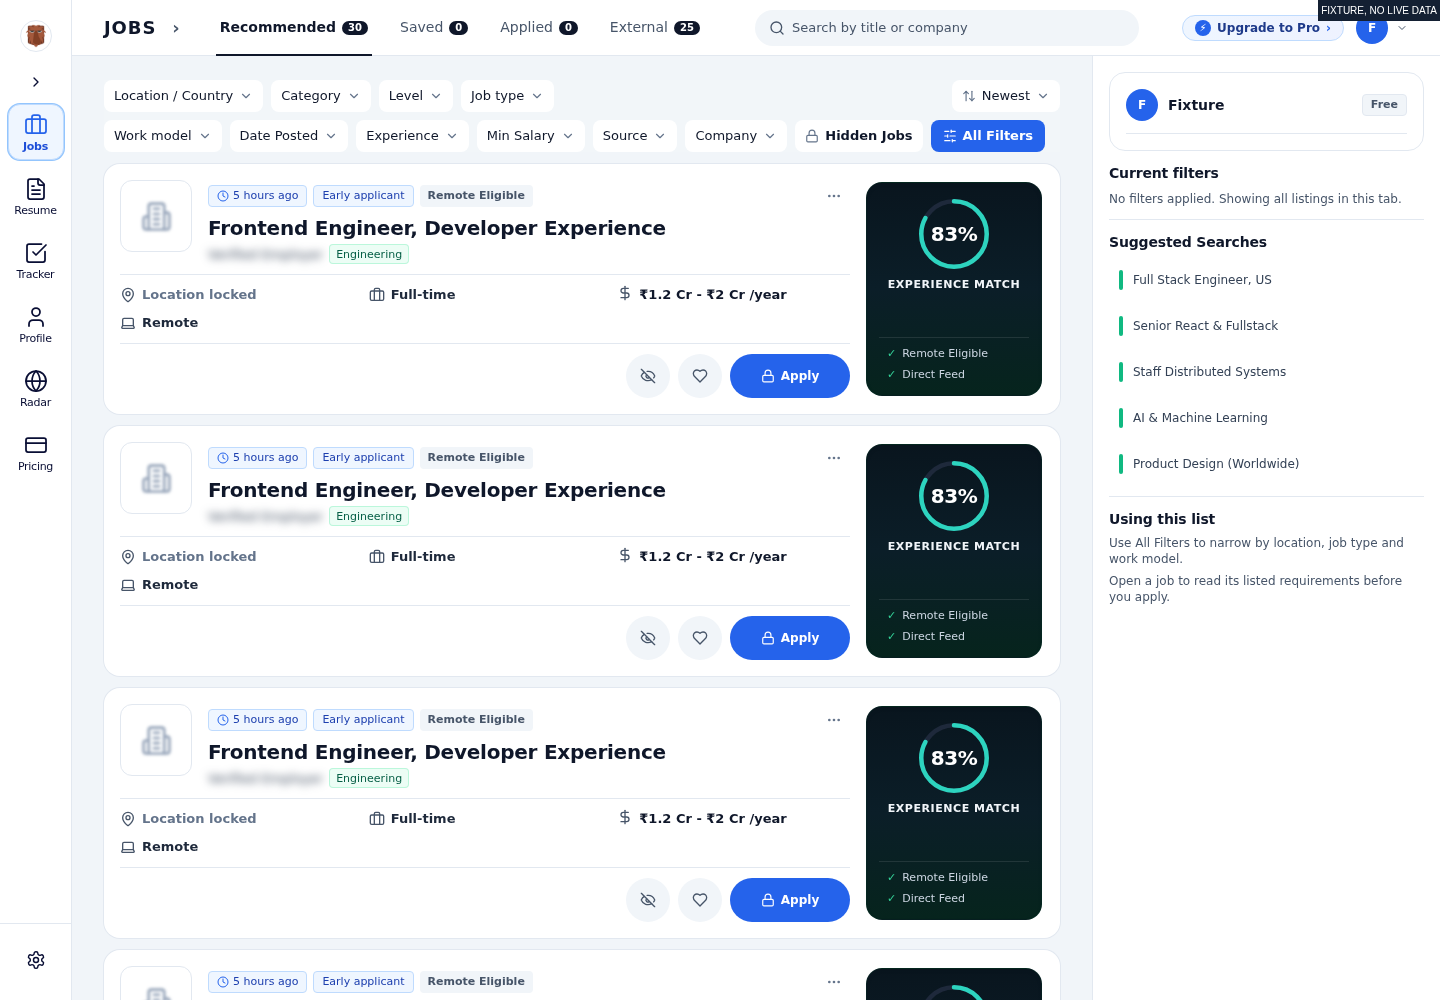 FIXTURE, NO LIVE DATA
JOBS
Recommended 30
Saved 0
Applied 0
External 25
Search by title or company
Upgrade to Pro ›
F
Jobs
Resume
Tracker
Profile
Radar
Pricing
Location / Country
Category
Level
Job type
Newest
Work model
Date Posted
Experience
Min Salary
Source
Company
Hidden Jobs
All Filters
5 hours ago
Early applicant
Remote Eligible
Frontend Engineer, Developer Experience
Engineering
Location locked
Full-time
₹1.2 Cr - ₹2 Cr /year
Remote
Apply
83%
EXPERIENCE MATCH
✓ Remote Eligible
✓ Direct Feed
5 hours ago
Early applicant
Remote Eligible
Frontend Engineer, Developer Experience
Engineering
Location locked
Full-time
₹1.2 Cr - ₹2 Cr /year
Remote
Apply
83%
EXPERIENCE MATCH
✓ Remote Eligible
✓ Direct Feed
5 hours ago
Early applicant
Remote Eligible
Frontend Engineer, Developer Experience
Engineering
Location locked
Full-time
₹1.2 Cr - ₹2 Cr /year
Remote
Apply
83%
EXPERIENCE MATCH
✓ Remote Eligible
✓ Direct Feed
5 hours ago
Early applicant
Remote Eligible
F
Fixture
Free
Current filters
No filters applied. Showing all listings in this tab.
Suggested Searches
Full Stack Engineer, US
Senior React & Fullstack
Staff Distributed Systems
AI & Machine Learning
Product Design (Worldwide)
Using this list
Use All Filters to narrow by location, job type and
work model.
Open a job to read its listed requirements before
you apply.